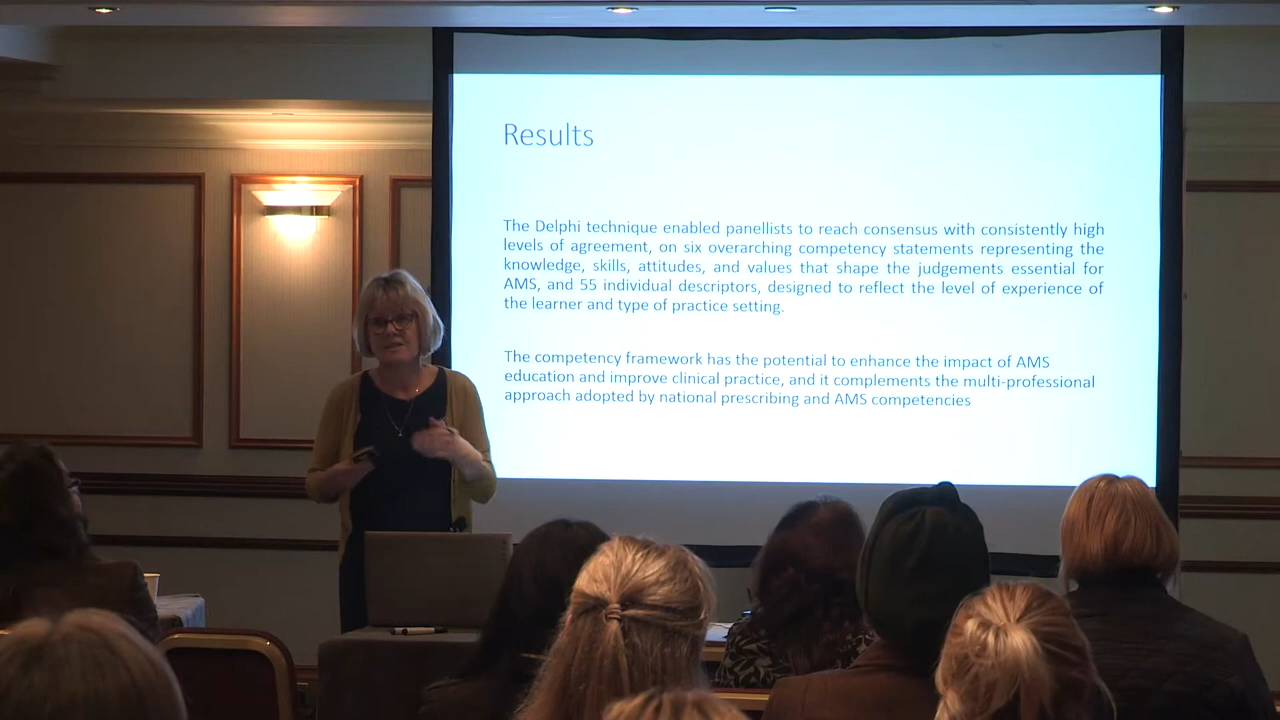 Results
The Delphi technique enabled panellists to reach consensus with consistently high
levels of agreement, on six overarching competency statements representing the
knowledge, skills, attitudes, and values that shape the judgements essential for
AMS, and 55 individual descriptors, designed to reflect the level of experience of
the learner and type of practice setting.
The competency framework has the potential to enhance the impact of AMS
education and improve clinical practice, and it complements the multi-professional
approach adopted by national prescribing and AMS competencies